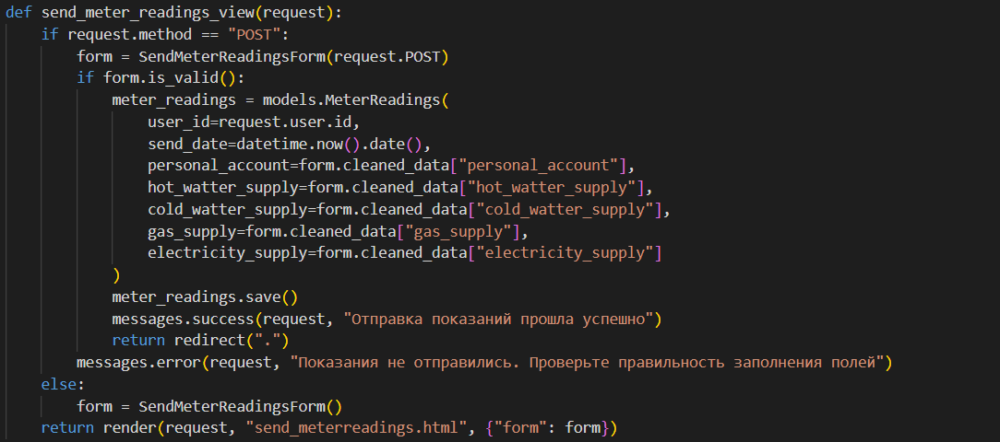 def send_meter_readings_view(request):
    if request.method == "POST":
        form = SendMeterReadingsForm(request.POST)
        if form.is_valid():
            meter_readings = models.MeterReadings(
                user_id=request.user.id,
                send_date=datetime.now().date(),
                personal_account=form.cleaned_data["personal_account"],
                hot_watter_supply=form.cleaned_data["hot_watter_supply"],
                cold_watter_supply=form.cleaned_data["cold_watter_supply"],
                gas_supply=form.cleaned_data["gas_supply"],
                electricity_supply=form.cleaned_data["electricity_supply"]
            )
            meter_readings.save()
            messages.success(request, "Отправка показаний прошла успешно")
            return redirect(".")
        messages.error(request, "Показания не отправились. Проверьте правильность заполнения полей")
    else:
        form = SendMeterReadingsForm()
    return render(request, "send_meterreadings.html", {"form": form})